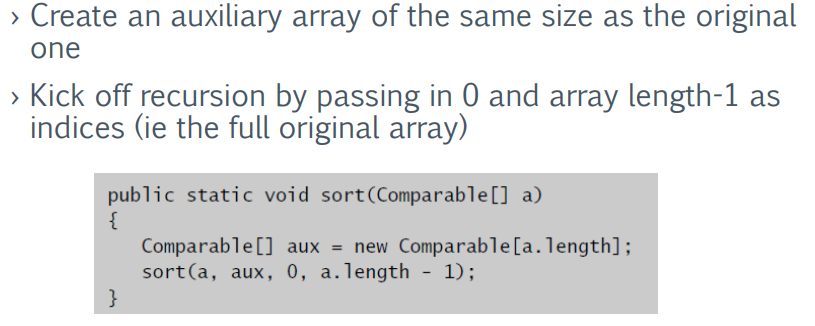 › Create an auxiliary array of the same size as the original
one
› Kick off recursion by passing in 0 and array length-1 as
indices (ie the full original array)
public static void sort(Comparable[] a)
{
   Comparable[] aux = new Comparable[a.length];
   sort(a, aux, 0, a.length - 1);
}